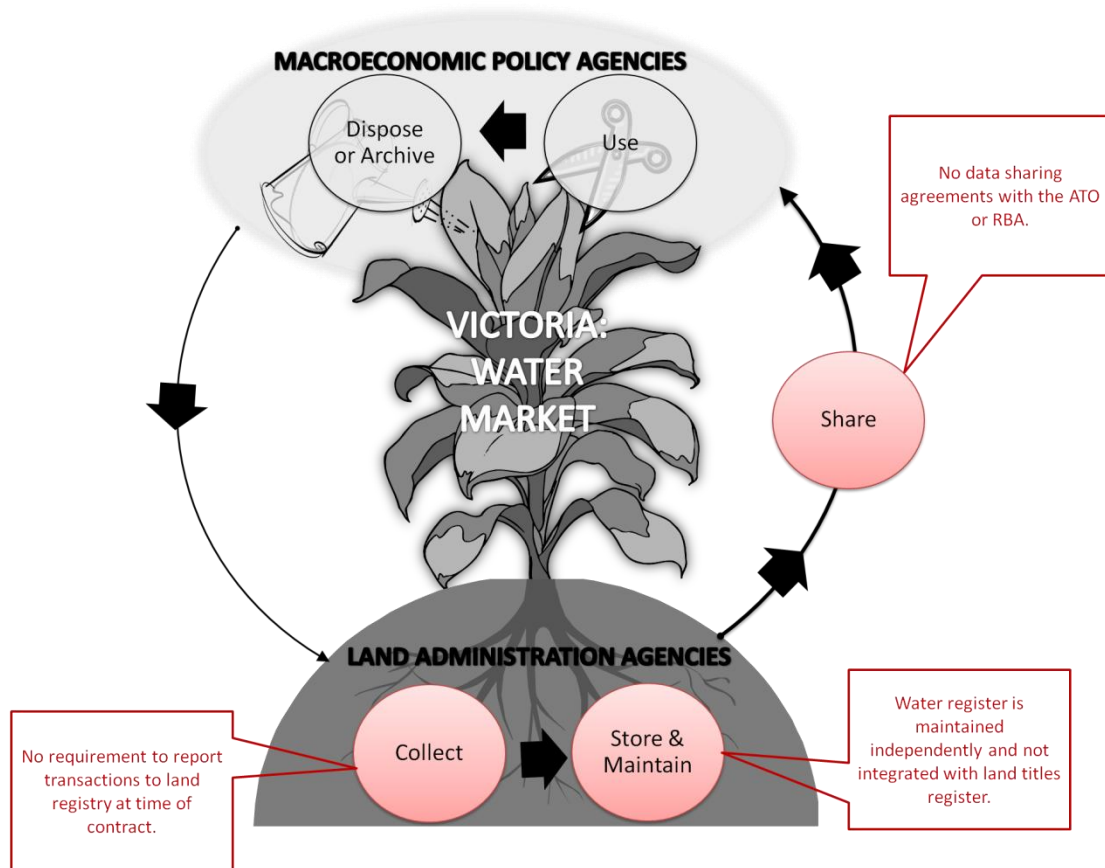 MACROECONOMIC POLICY AGENCIES
Dispose
or Archive
Use
No data sharing
agreements with the ATO
or RBA.
VICTORIA:
WATER
MARKET
Share
LAND ADMINISTRATION AGENCIES
Collect
Store &
Maintain
No requirement to report
transactions to land
registry at time of
contract.
Water register is
maintained
independently and not
integrated with land titles
register.